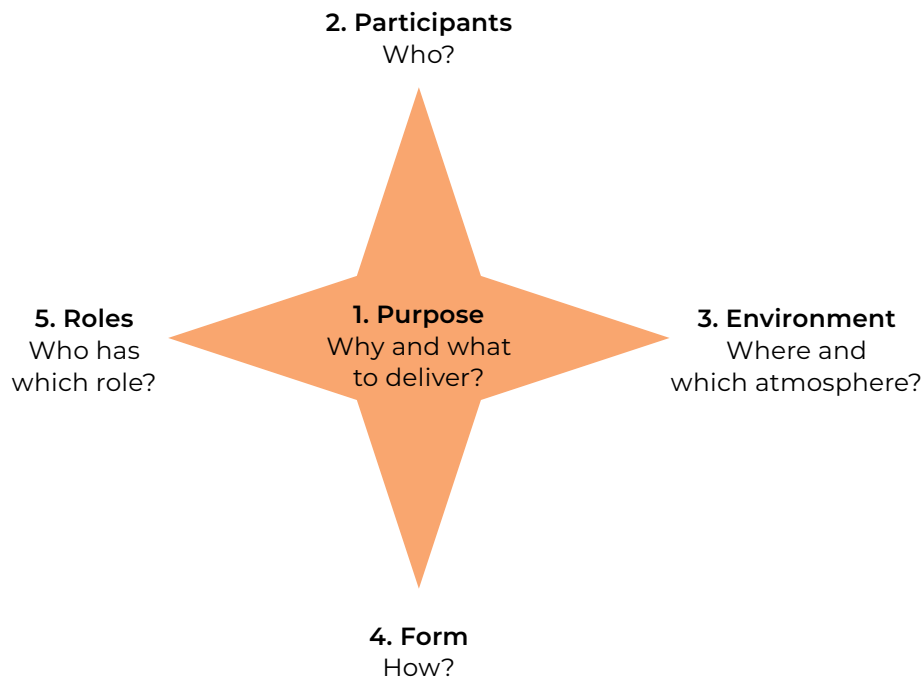 2. Participants
Who?
1. Purpose
Why and what
to deliver?
3. Environment
Where and
which atmosphere?
4. Form
How?
5. Roles
Who has
which role?